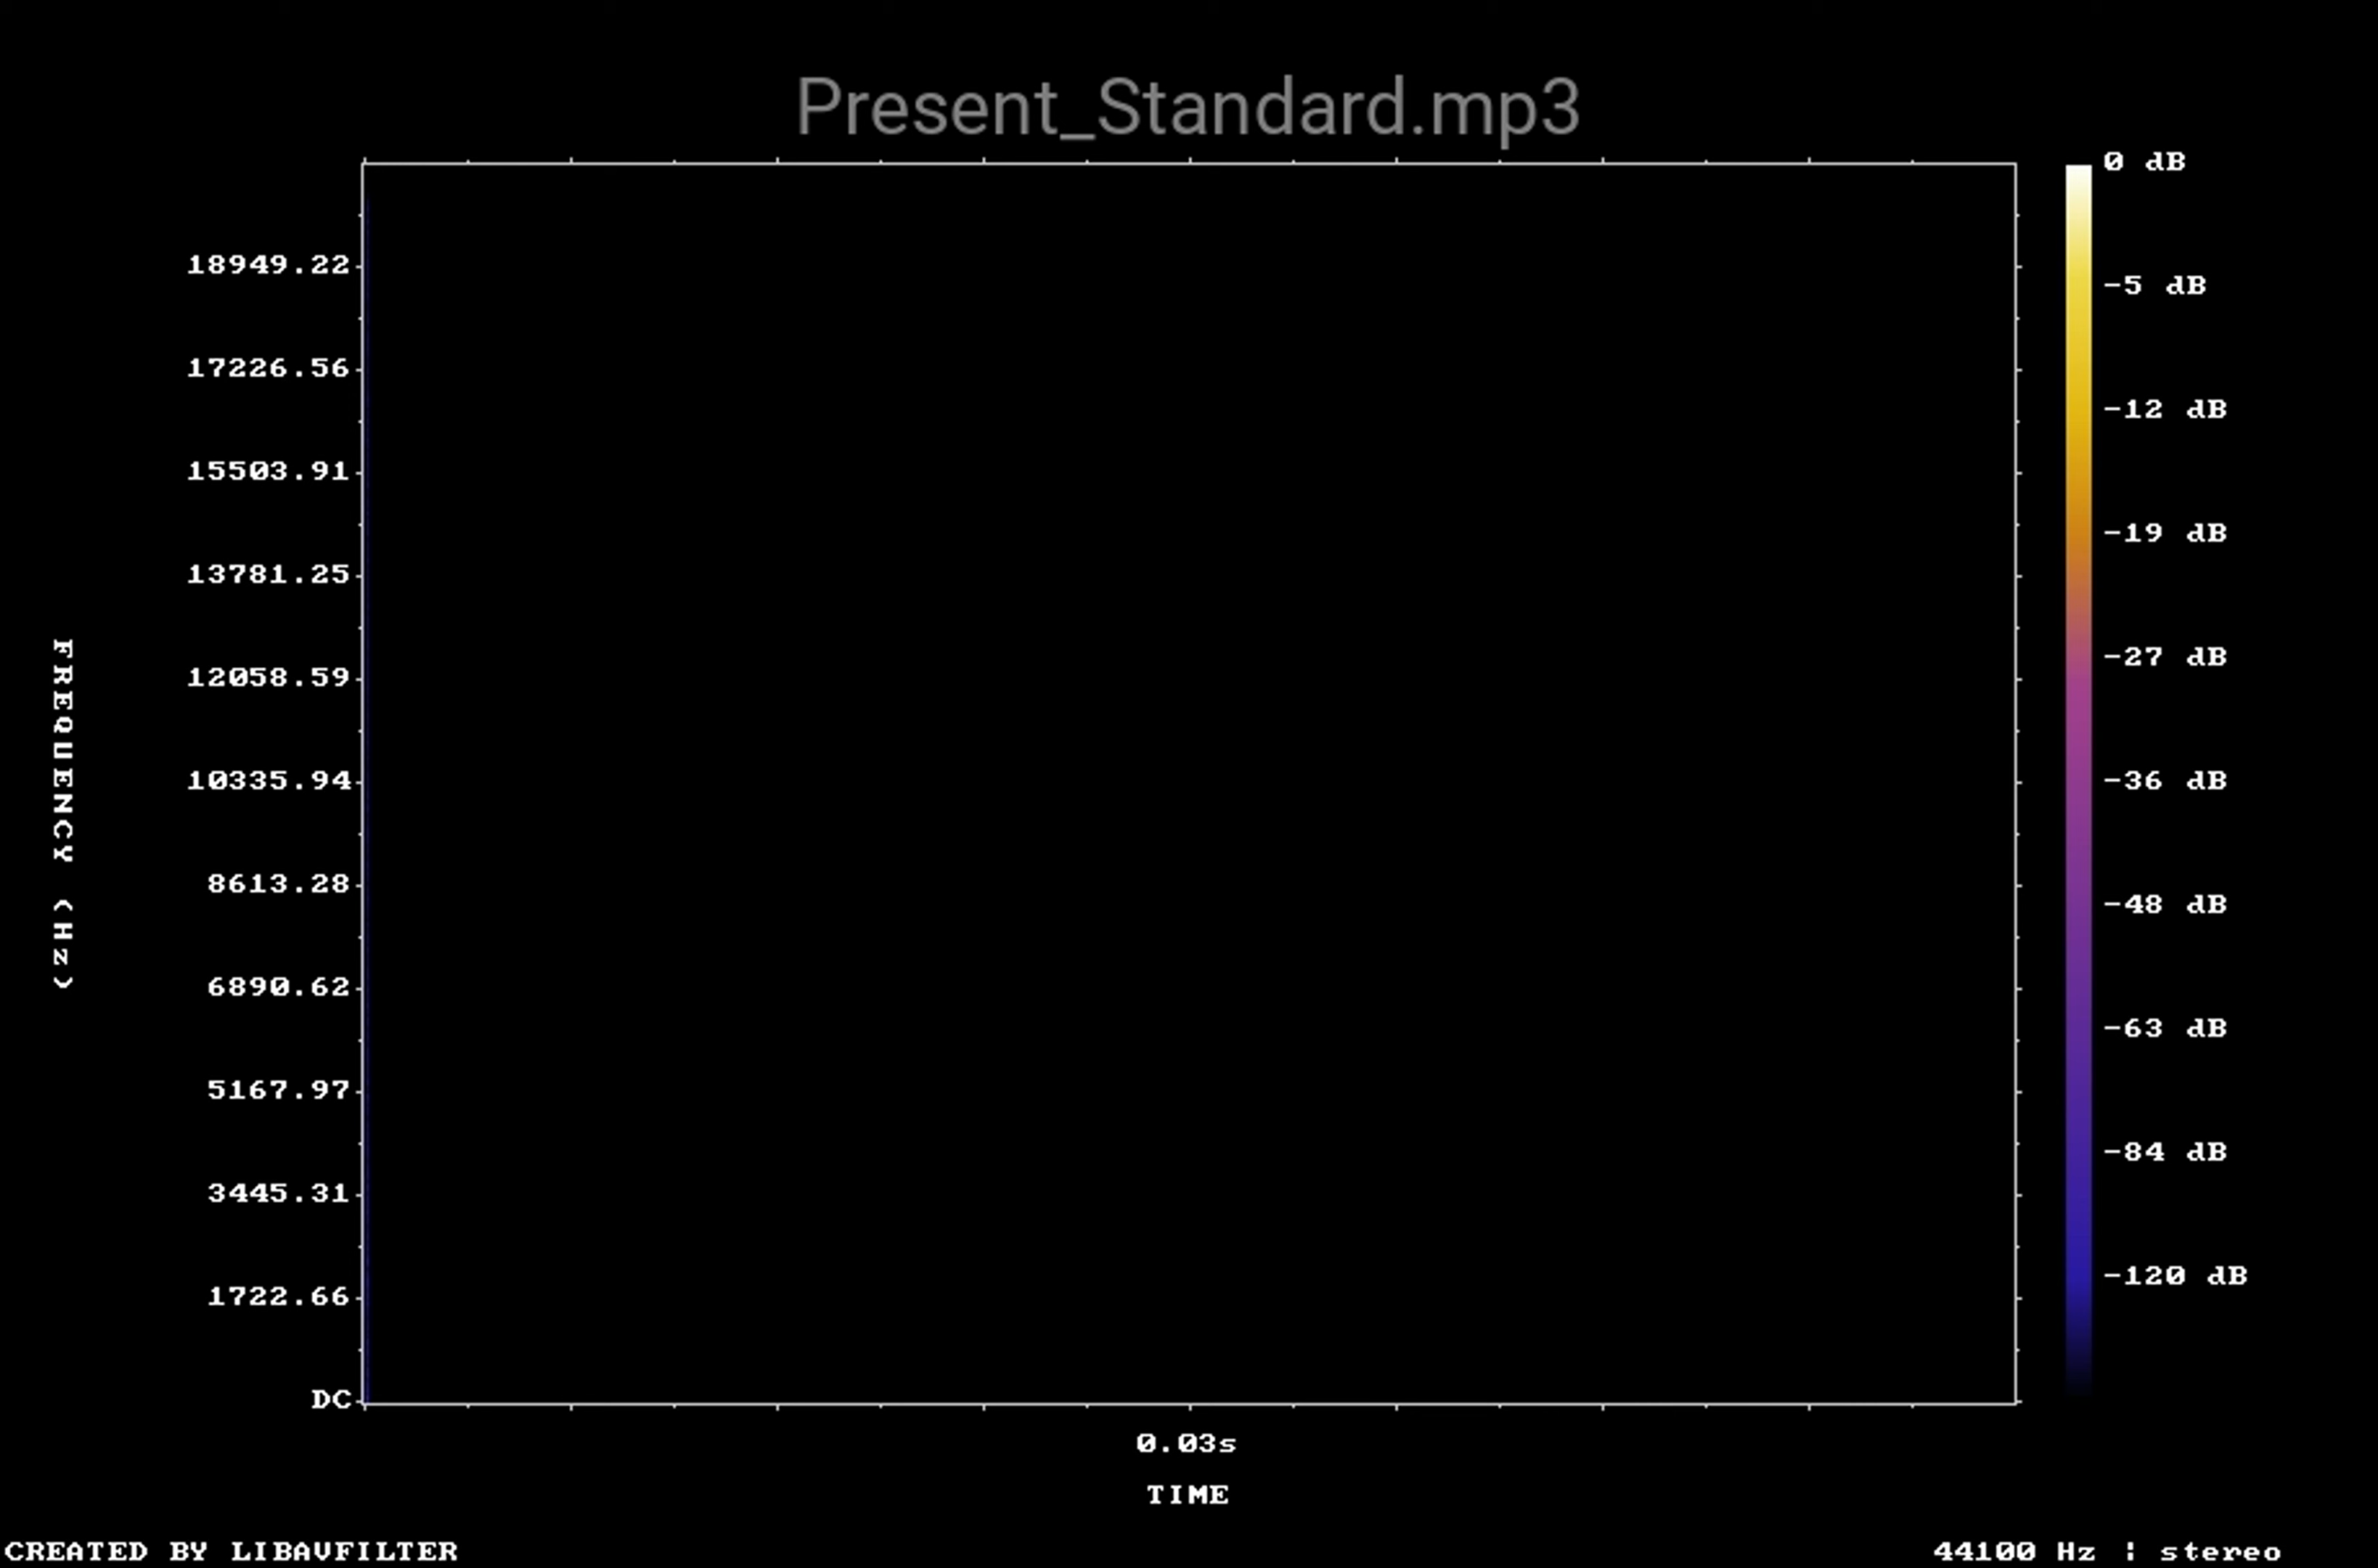 Present_Standard.mp3
0 dB
18949.22
-5 dB
17226.56
-12 dB
15503.91
-19 dB
13781.25
-27 dB
12058.59
-36 dB
10335.94
8613.28
-48 dB
6890.62
-63 dB
5167.97
-84 dB
3445.31
-120 dB
1722.66
DC
FREQUENCY (Hz)
0.03s
TIME
CREATED BY LIBAVFILTER
44100 Hz | stereo